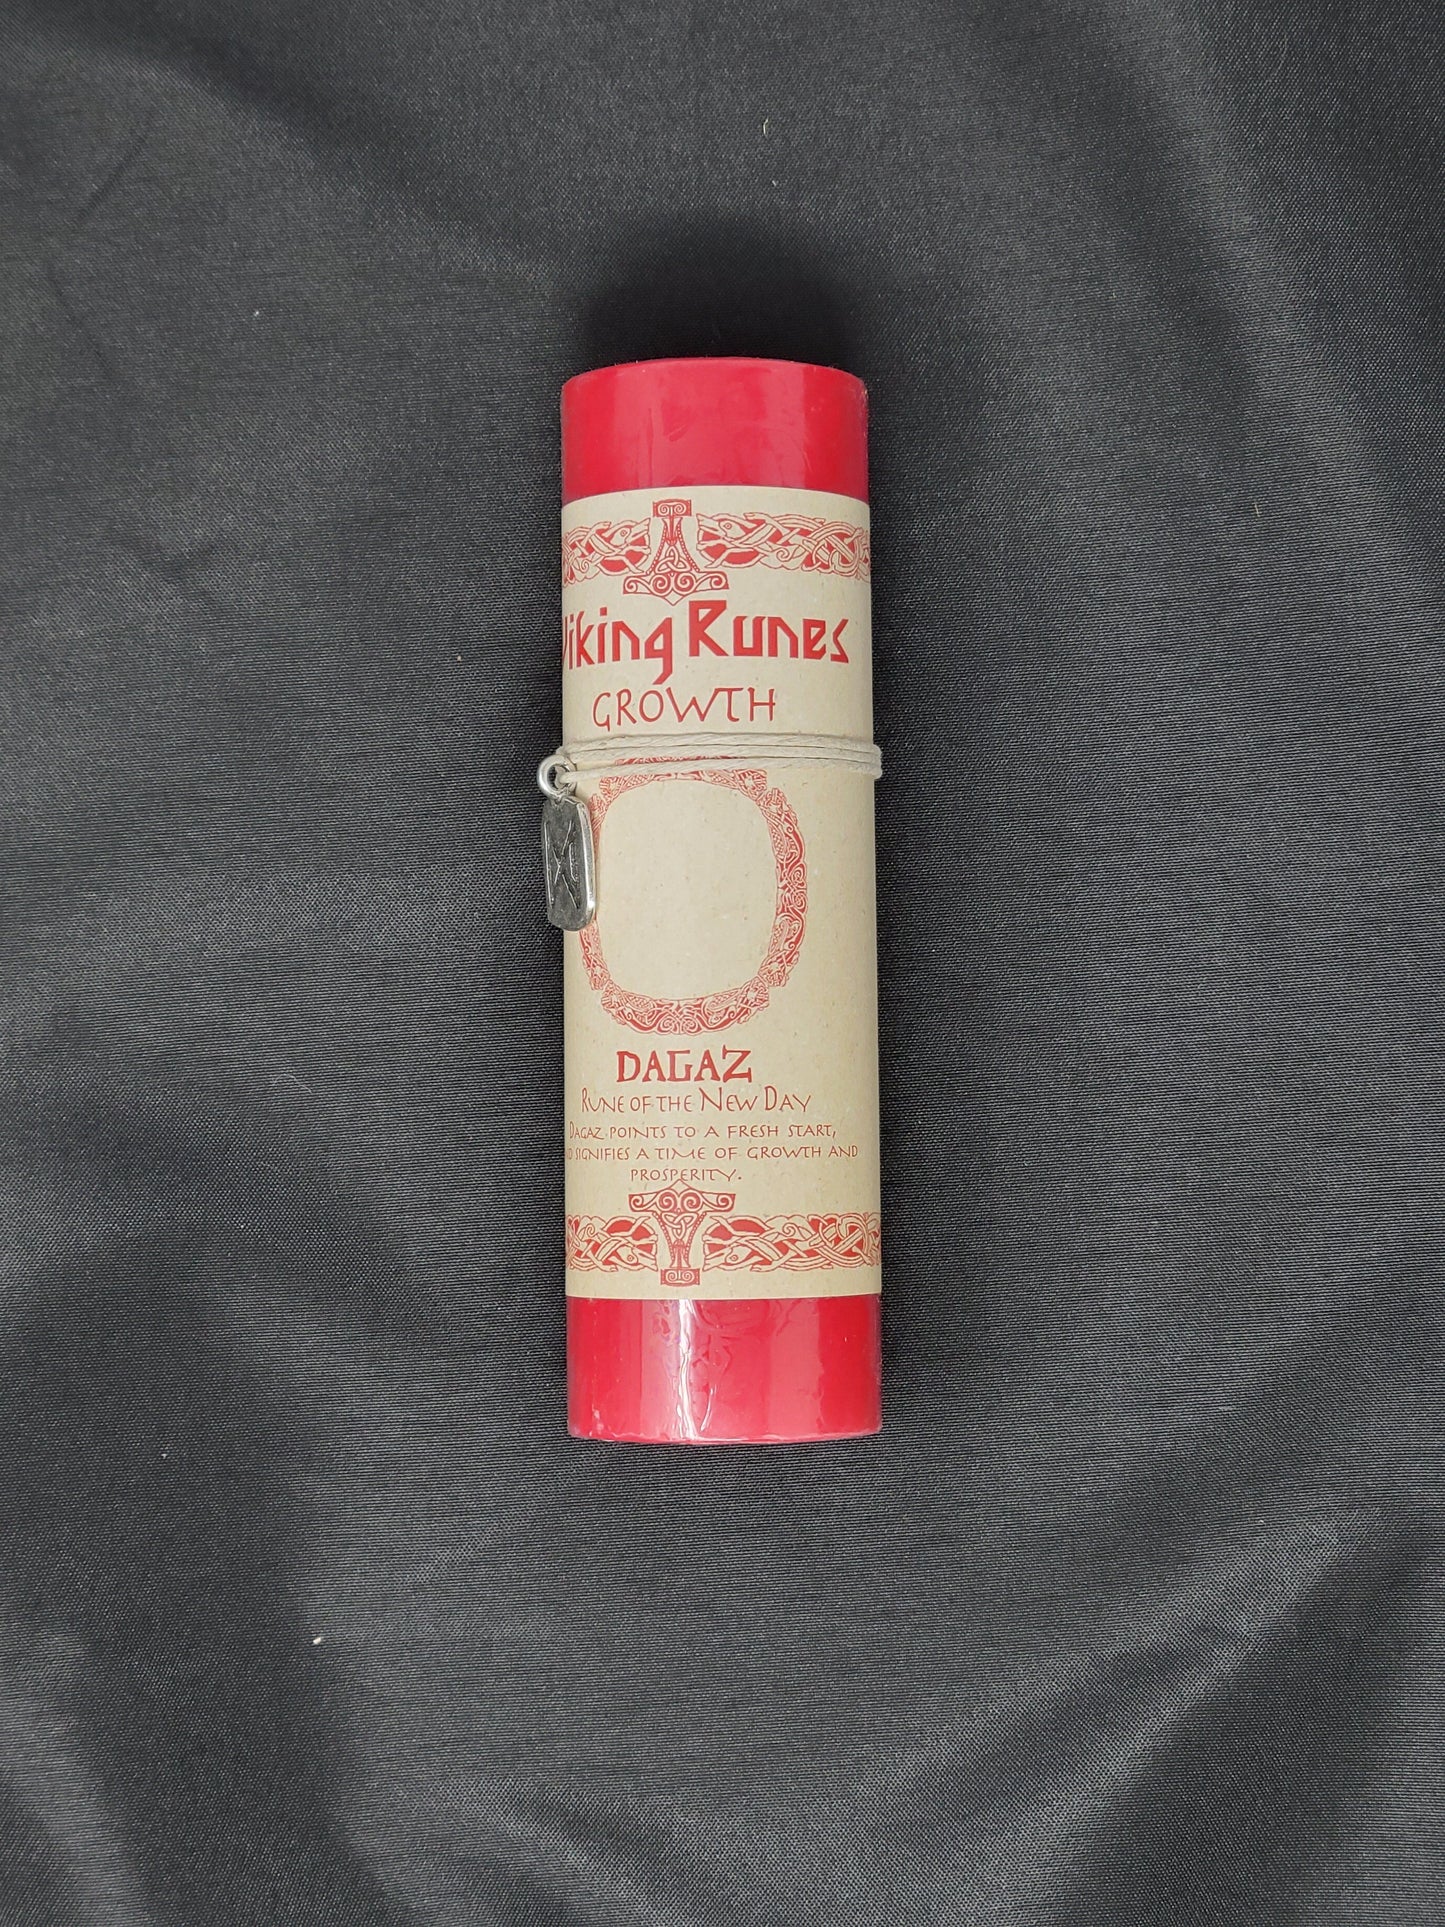 Viking Runes
GROWTH
DAGAZ
RUNE OF THE NEW DAY
DAGAZ POINTS TO A FRESH START,
SIGNIFIES A TIME OF GROWTH AND
PROSPERITY.